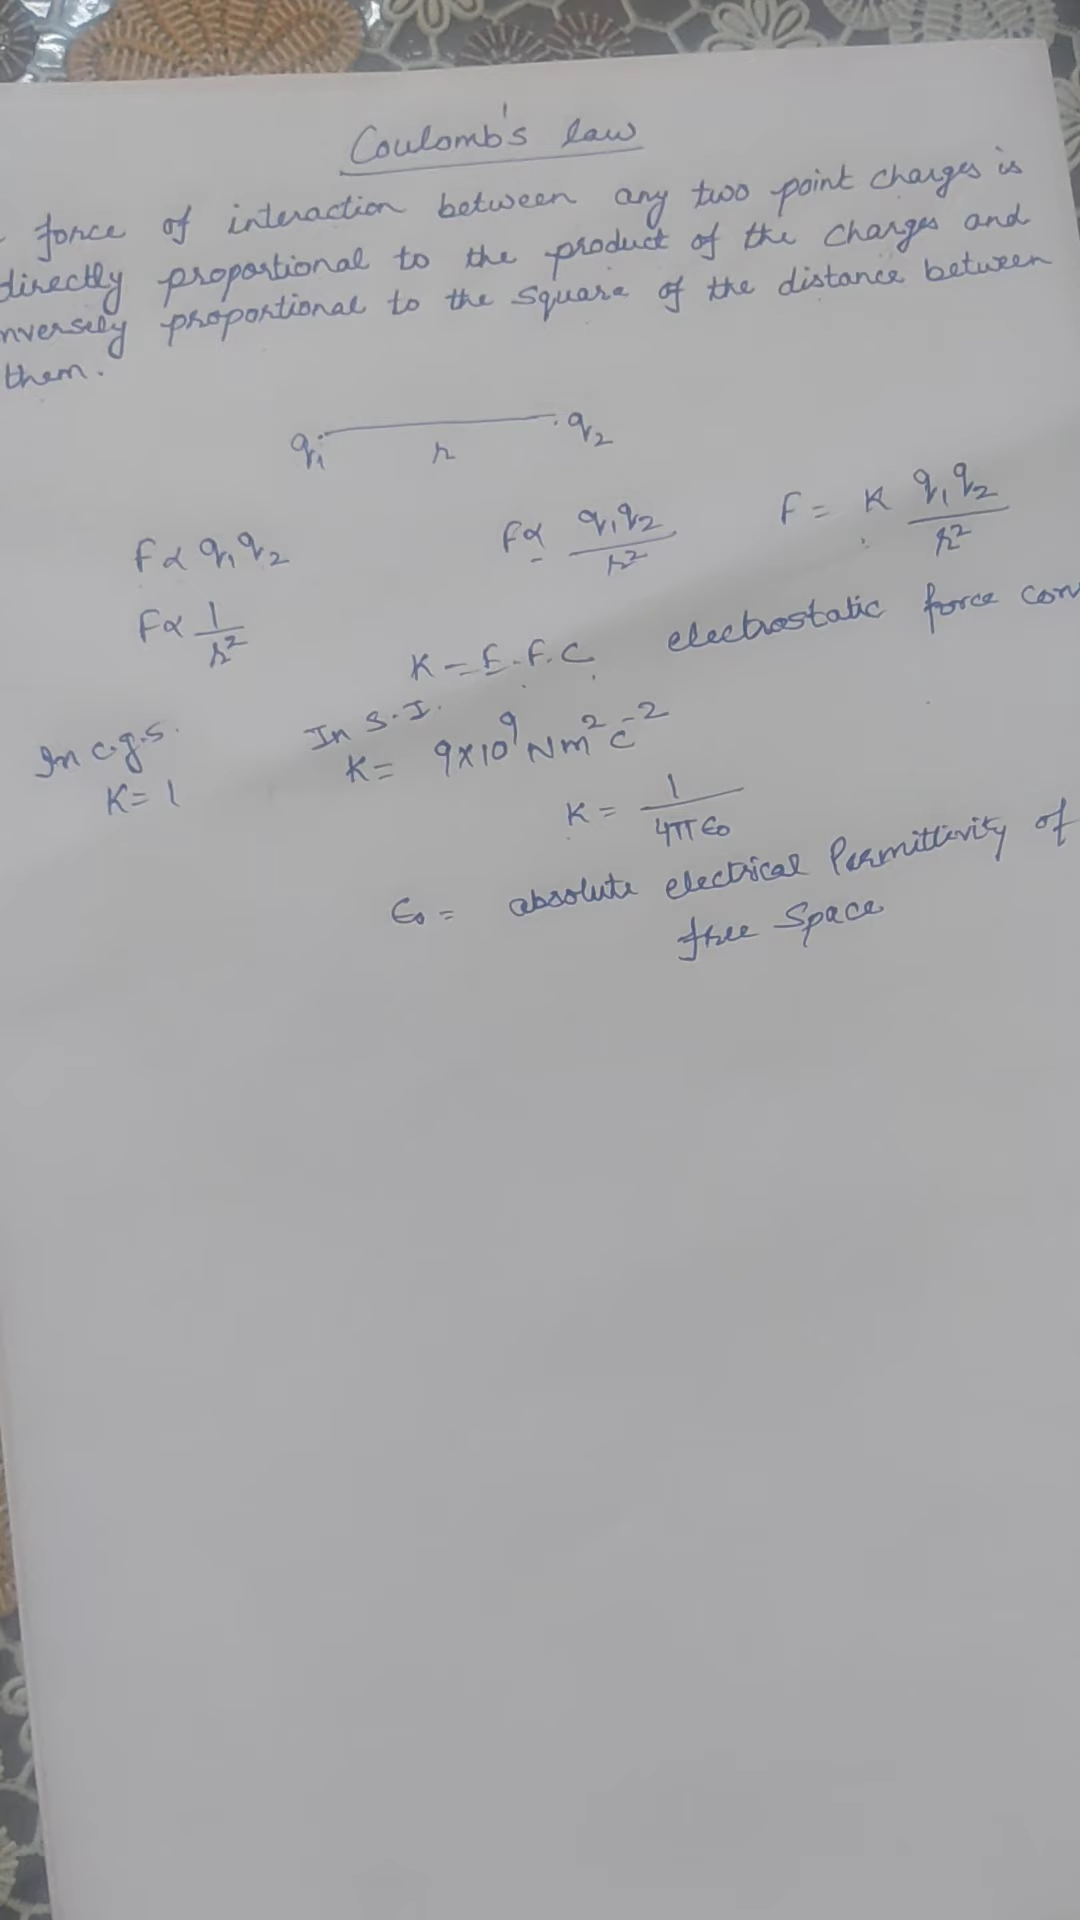 Coulomb's law
force of interaction between any two point charges is
directly proportional to the product of the charges and
nversely proportional to the square of the distance between
them.
q₁ r q₂
F ∝ q₁q₂ F ∝ q₁q₂/r² F = K q₁q₂/r²
F ∝ 1/r²
K = E.F.C electrostatic force con
In c.g.s. In S.I.
K = 1 K = 9×10⁹ Nm²C⁻²
K = 1/4πε₀
ε₀ = absolute electrical Permittivity of
free Space